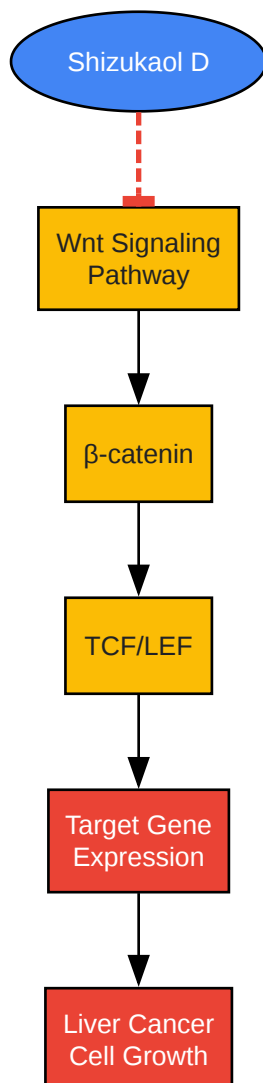 Shizukaol D
Wnt Signaling
Pathway
β-catenin
TCF/LEF
Target Gene
Expression
Liver Cancer
Cell Growth